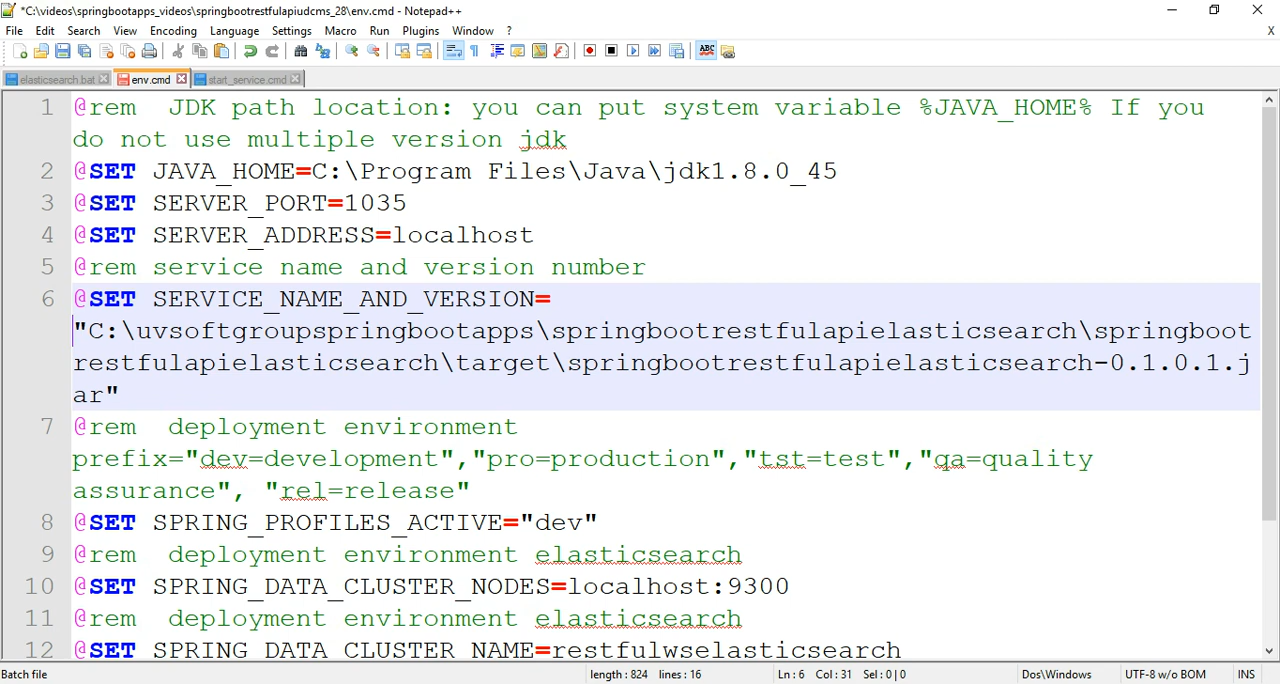 *C:\videos\springbootapps_videos\springbootrestfulapiudcms_28\env.cmd - Notepad++
File Edit Search View Encoding Language Settings Macro Run Plugins Window ? X
elasticsearch.bat env.cmd start_service.cmd
1 @rem  JDK path location: you can put system variable %JAVA_HOME% If you
do not use multiple version jdk
2 @SET JAVA_HOME=C:\Program Files\Java\jdk1.8.0_45
3 @SET SERVER_PORT=1035
4 @SET SERVER_ADDRESS=localhost
5 @rem service name and version number
6 @SET SERVICE_NAME_AND_VERSION=
"C:\uvsoftgroupspringbootapps\springbootrestfulapielasticsearch\springboot
restfulapielasticsearch\target\springbootrestfulapielasticsearch-0.1.0.1.j
ar"
7 @rem  deployment environment
prefix="dev=development","pro=production","tst=test","qa=quality
assurance", "rel=release"
8 @SET SPRING_PROFILES_ACTIVE="dev"
9 @rem  deployment environment elasticsearch
10 @SET SPRING_DATA_CLUSTER_NODES=localhost:9300
11 @rem  deployment environment elasticsearch
12 @SET SPRING_DATA_CLUSTER_NAME=restfulwselasticsearch
Batch file length : 824 lines : 16 Ln : 6 Col : 31 Sel : 0 | 0 Dos\Windows UTF-8 w/o BOM INS